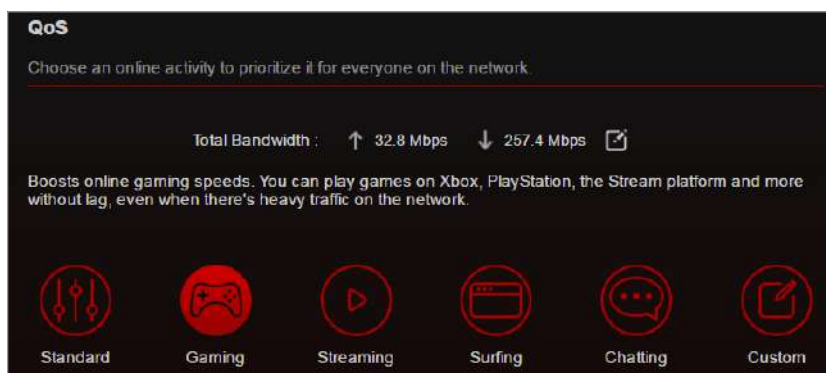 QoS
Choose an online activity to prioritize it for everyone on the network.
Total Bandwidth : ↑ 32.8 Mbps ↓ 257.4 Mbps
Boosts online gaming speeds. You can play games on Xbox, PlayStation, the Stream platform and more
without lag, even when there's heavy traffic on the network.
Standard Gaming Streaming Surfing Chatting Custom